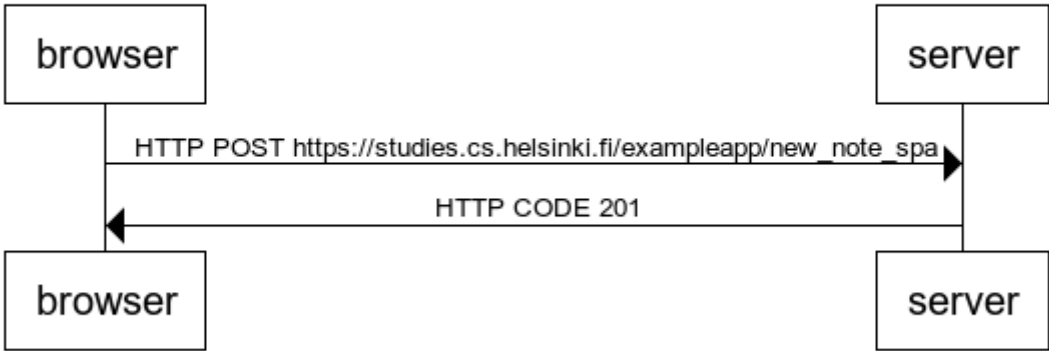 browser
server
HTTP POST https://studies.cs.helsinki.fi/exampleapp/new_note_spa
HTTP CODE 201
browser
server